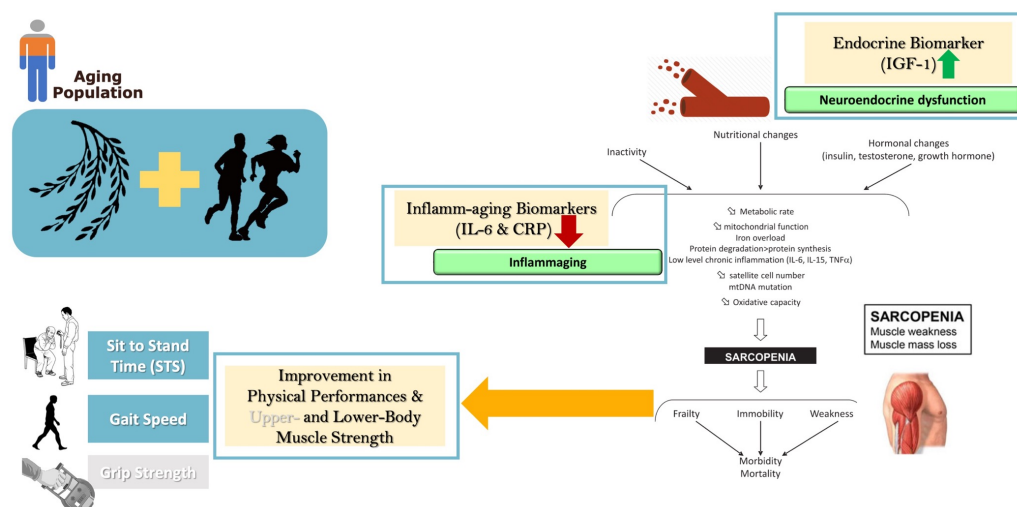 Aging
Population
Endocrine Biomarker
(IGF-1)
Neuroendocrine dysfunction
Nutritional changes
Inactivity
Hormonal changes
(insulin, testosterone, growth hormone)
Inflamm-aging Biomarkers
(IL-6 & CRP)
Inflammaging
Metabolic rate
mitochondrial function
Iron overload
Protein degradation>protein synthesis
Low level chronic inflammation (IL-6, IL-15, TNFα)
satellite cell number
mtDNA mutation
Oxidative capacity
SARCOPENIA
SARCOPENIA
Muscle weakness
Muscle mass loss
Sit to Stand
Time (STS)
Gait Speed
Grip Strength
Improvement in
Physical Performances &
Upper- and Lower-Body
Muscle Strength
Frailty
Immobility
Weakness
Morbidity
Mortality